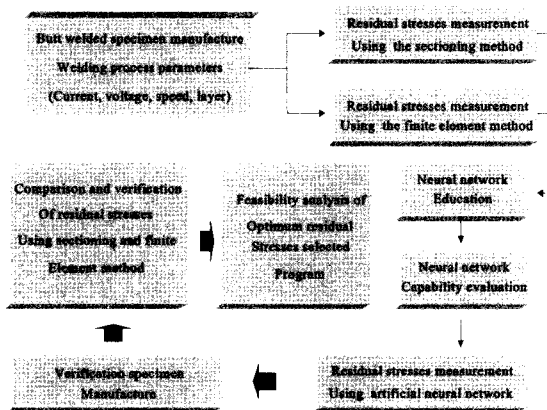 Butt welded specimen manufacture
Welding process parameters
(Current, voltage, speed, layer)
Residual stresses measurement
Using the sectioning method
Residual stresses measurement
Using the finite element method
Comparison and verification
Of residual stresses
Using sectioning and finite
Element method
Feasibility analysis of
Optimum residual
Stresses selected
Program
Neural network
Education
Neural network
Capability evaluation
Verification specimen
Manufacture
Residual stresses measurement
Using artificial neural network